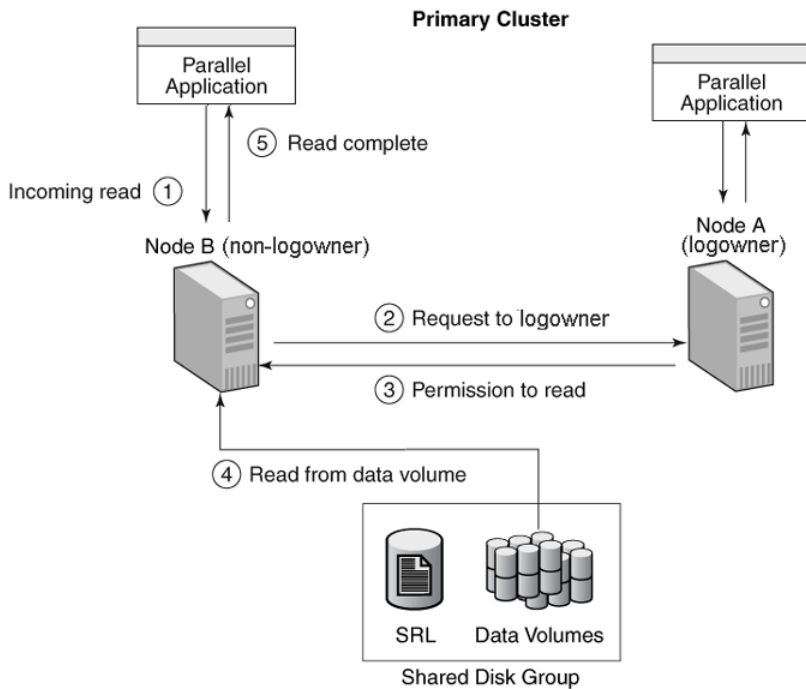 Primary Cluster
Parallel
Application
Parallel
Application
5 Read complete
Incoming read 1
Node B (non-logowner)
Node A
(logowner)
2 Request to logowner
3 Permission to read
4 Read from data volume
SRL
Data Volumes
Shared Disk Group